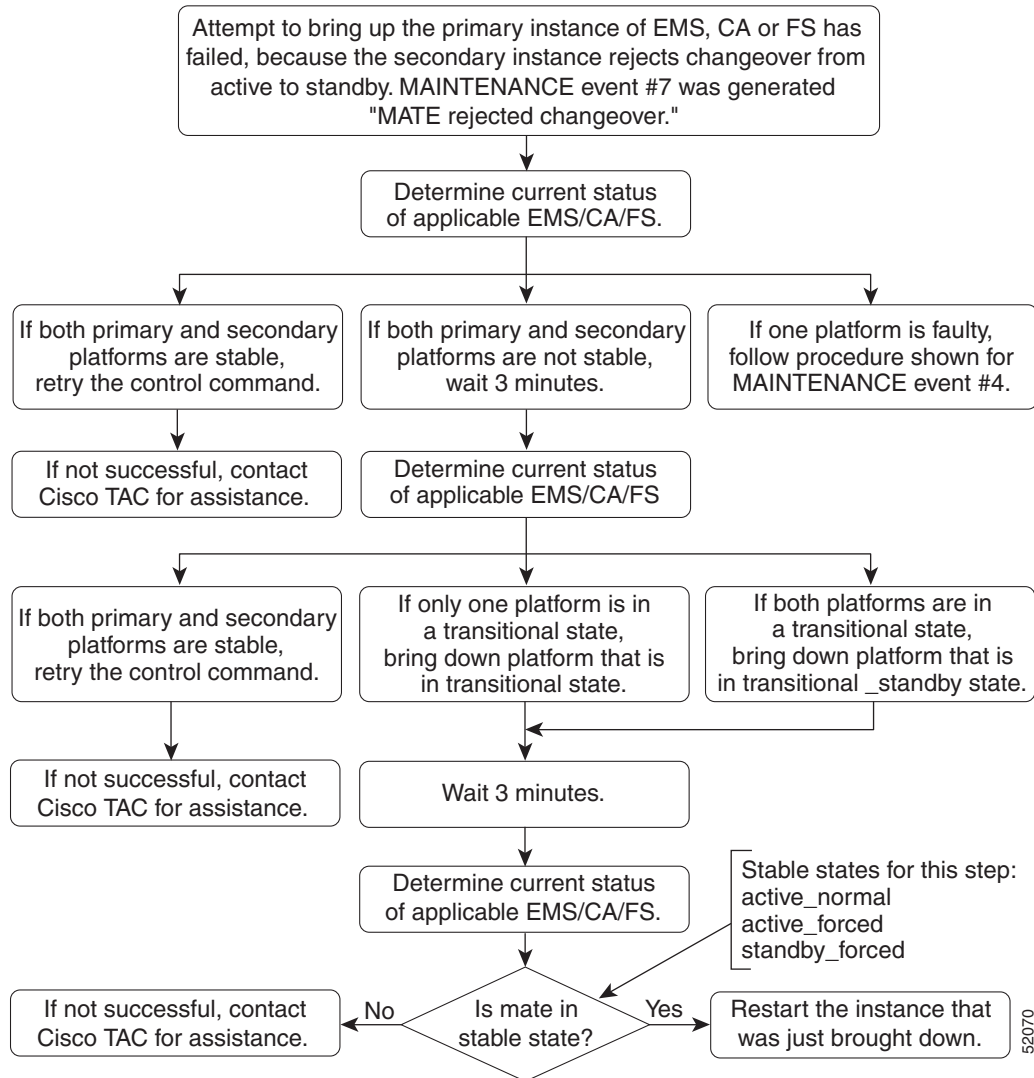 Attempt to bring up the primary instance of EMS, CA or FS has
failed, because the secondary instance rejects changeover from
active to standby. MAINTENANCE event #7 was generated
"MATE rejected changeover."
Determine current status
of applicable EMS/CA/FS.
If both primary and secondary
platforms are stable,
retry the control command.
If both primary and secondary
platforms are not stable,
wait 3 minutes.
If one platform is faulty,
follow procedure shown for
MAINTENANCE event #4.
If not successful, contact
Cisco TAC for assistance.
Determine current status
of applicable EMS/CA/FS
If both primary and secondary
platforms are stable,
retry the control command.
If only one platform is in
a transitional state,
bring down platform that is
in transitional state.
If both platforms are in
a transitional state,
bring down platform that is
in transitional _standby state.
If not successful, contact
Cisco TAC for assistance.
Wait 3 minutes.
Determine current status
of applicable EMS/CA/FS.
Stable states for this step:
active_normal
active_forced
standby_forced
If not successful, contact
Cisco TAC for assistance.
No
Is mate in
stable state?
Yes
Restart the instance that
was just brought down.
52070